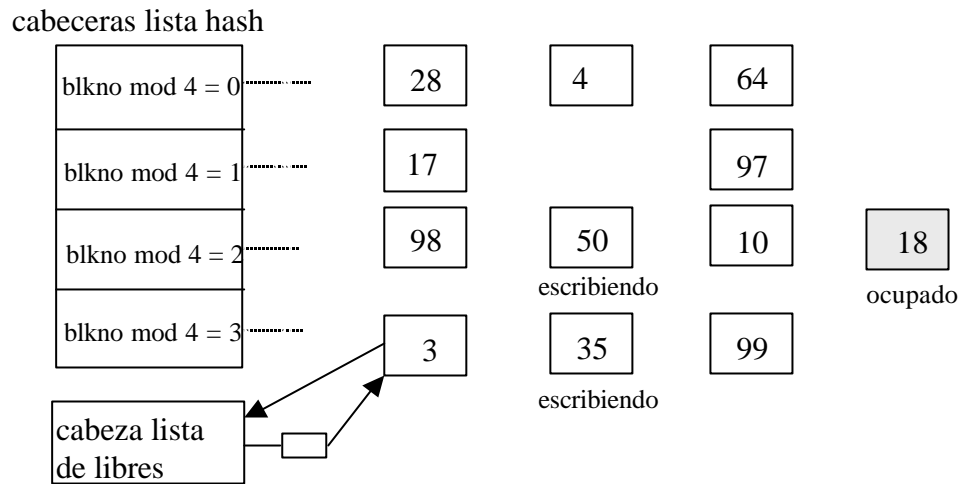 cabeceras lista hash
blkno mod 4 = 0
28
4
64
blkno mod 4 = 1
17
97
blkno mod 4 = 2
98
50
10
18
escribiendo
ocupado
blkno mod 4 = 3
3
35
99
escribiendo
cabeza lista
de libres